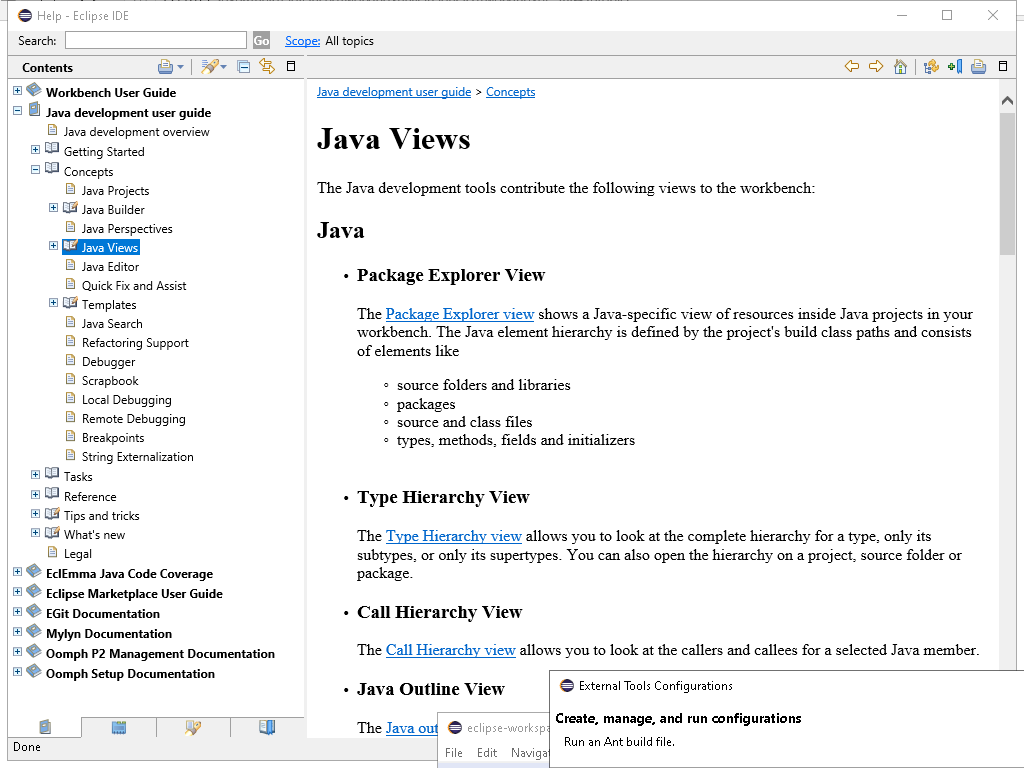 Help - Eclipse IDE
Search:
Go
Scope: All topics
Contents
Workbench User Guide
Java development user guide
Java development overview
Getting Started
Concepts
Java Projects
Java Builder
Java Perspectives
Java Views
Java Editor
Quick Fix and Assist
Templates
Java Search
Refactoring Support
Debugger
Scrapbook
Local Debugging
Remote Debugging
Breakpoints
String Externalization
Tasks
Reference
Tips and tricks
What's new
Legal
EclEmma Java Code Coverage
Eclipse Marketplace User Guide
EGit Documentation
Mylyn Documentation
Oomph P2 Management Documentation
Oomph Setup Documentation
Done
Java development user guide > Concepts
Java Views
The Java development tools contribute the following views to the workbench:
Java
• Package Explorer View
The Package Explorer view shows a Java-specific view of resources inside Java projects in your
workbench. The Java element hierarchy is defined by the project's build class paths and consists
of elements like
◦ source folders and libraries
◦ packages
◦ source and class files
◦ types, methods, fields and initializers
• Type Hierarchy View
The Type Hierarchy view allows you to look at the complete hierarchy for a type, only its
subtypes, or only its supertypes. You can also open the hierarchy on a project, source folder or
package.
• Call Hierarchy View
The Call Hierarchy view allows you to look at the callers and callees for a selected Java member.
• Java Outline View
The Java out
eclipse-workspa
File Edit Naviga
External Tools Configurations
Create, manage, and run configurations
Run an Ant build file.